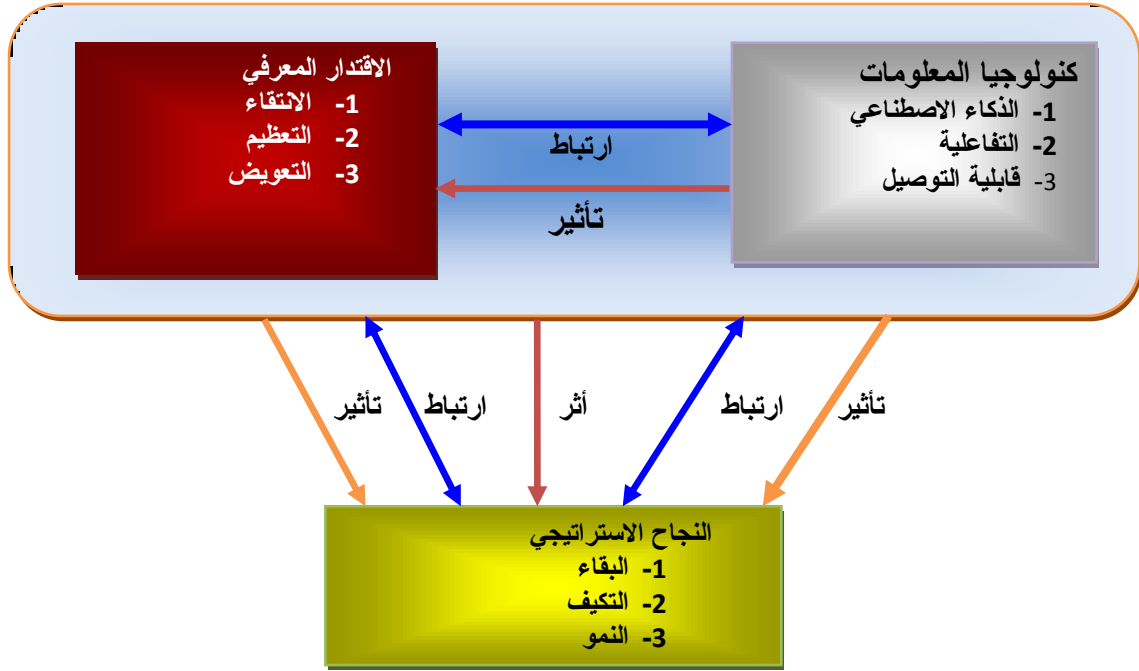 كنولوجيا المعلومات
1- الذكاء الاصطناعي
2- التفاعلية
3- قابلية التوصيل
ارتباط
تأثير
الاقتدار المعرفي
1- الانتقاء
2- التعظيم
3- التعويض
تأثير
ارتباط
أثر
ارتباط
تأثير
النجاح الاستراتيجي
1- البقاء
2- التكيف
3- النمو